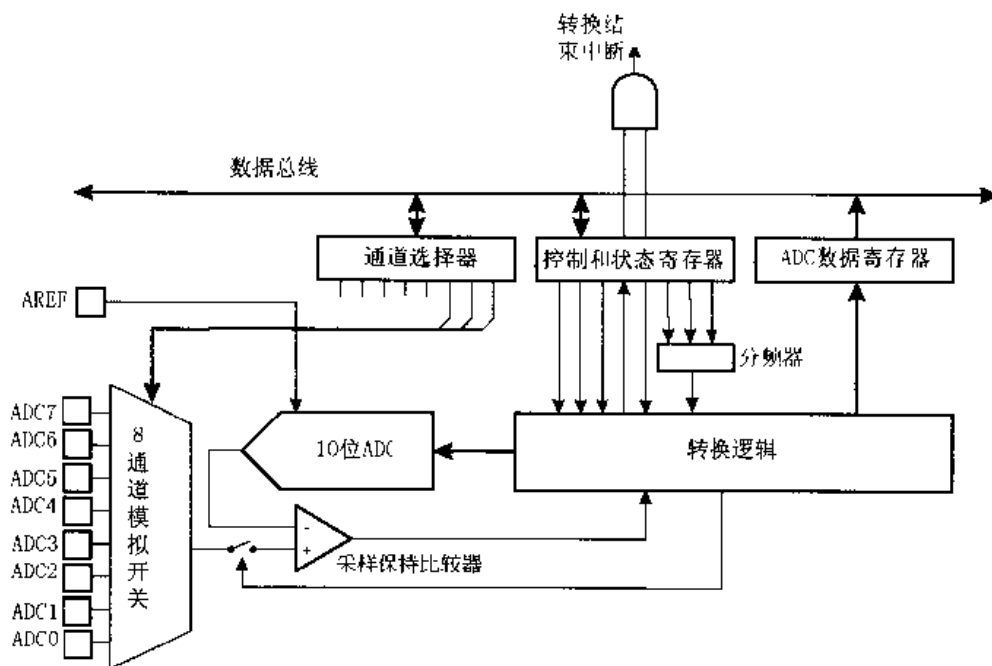 转换结
束中断
数据总线
通道选择器
控制和状态寄存器
ADC数据寄存器
AREF
分频器
ADC7
ADC6
ADC5
ADC4
ADC3
ADC2
ADC1
ADC0
8
通
道
模
拟
开
关
10位ADC
转换逻辑
-
+
采样保持比较器